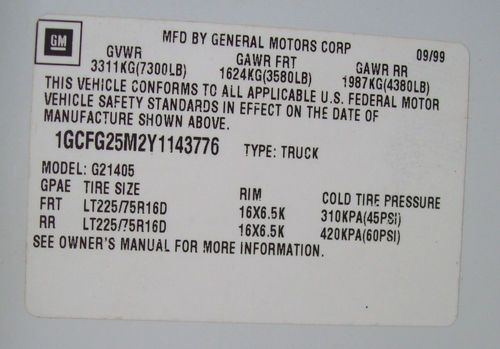 GM
MFD BY GENERAL MOTORS CORP 09/99
GVWR GAWR FRT GAWR RR
3311KG(7300LB) 1624KG(3580LB) 1987KG(4380LB)
THIS VEHICLE CONFORMS TO ALL APPLICABLE U.S. FEDERAL MOTOR
VEHICLE SAFETY STANDARDS IN EFFECT ON THE DATE OF
MANUFACTURE SHOWN ABOVE.
1GCFG25M2Y1143776 TYPE: TRUCK
MODEL: G21405
GPAE TIRE SIZE RIM COLD TIRE PRESSURE
FRT LT225/75R16D 16X6.5K 310KPA(45PSI)
RR LT225/75R16D 16X6.5K 420KPA(60PSI)
SEE OWNER'S MANUAL FOR MORE INFORMATION.